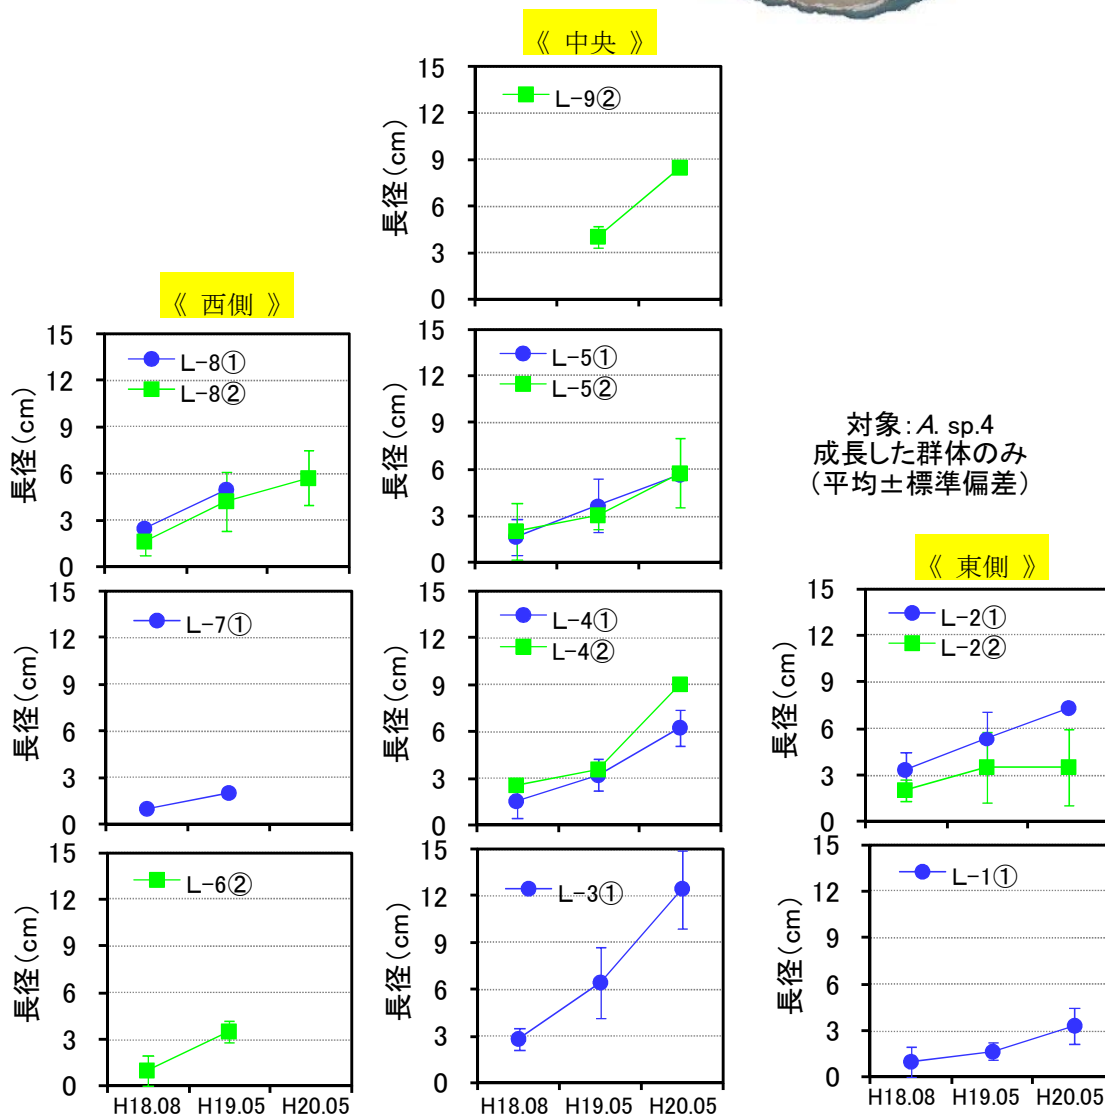 《 中央 》
15
12
9
6
3
0
長径(cm)
L-9②
《 西側 》
15
12
9
6
3
0
長径(cm)
L-8①
L-8②
15
12
9
6
3
0
長径(cm)
L-5①
L-5②
対象:A. sp.4
成長した群体のみ
(平均±標準偏差)
15
12
9
6
3
0
長径(cm)
L-7①
15
12
9
6
3
0
長径(cm)
L-4①
L-4②
《 東側 》
15
12
9
6
3
0
長径(cm)
L-2①
L-2②
15
12
9
6
3
0
長径(cm)
L-6②
H18.08 H19.05 H20.05
15
12
9
6
3
0
長径(cm)
L-3①
H18.08 H19.05 H20.05
15
12
9
6
3
0
長径(cm)
L-1①
H18.08 H19.05 H20.05